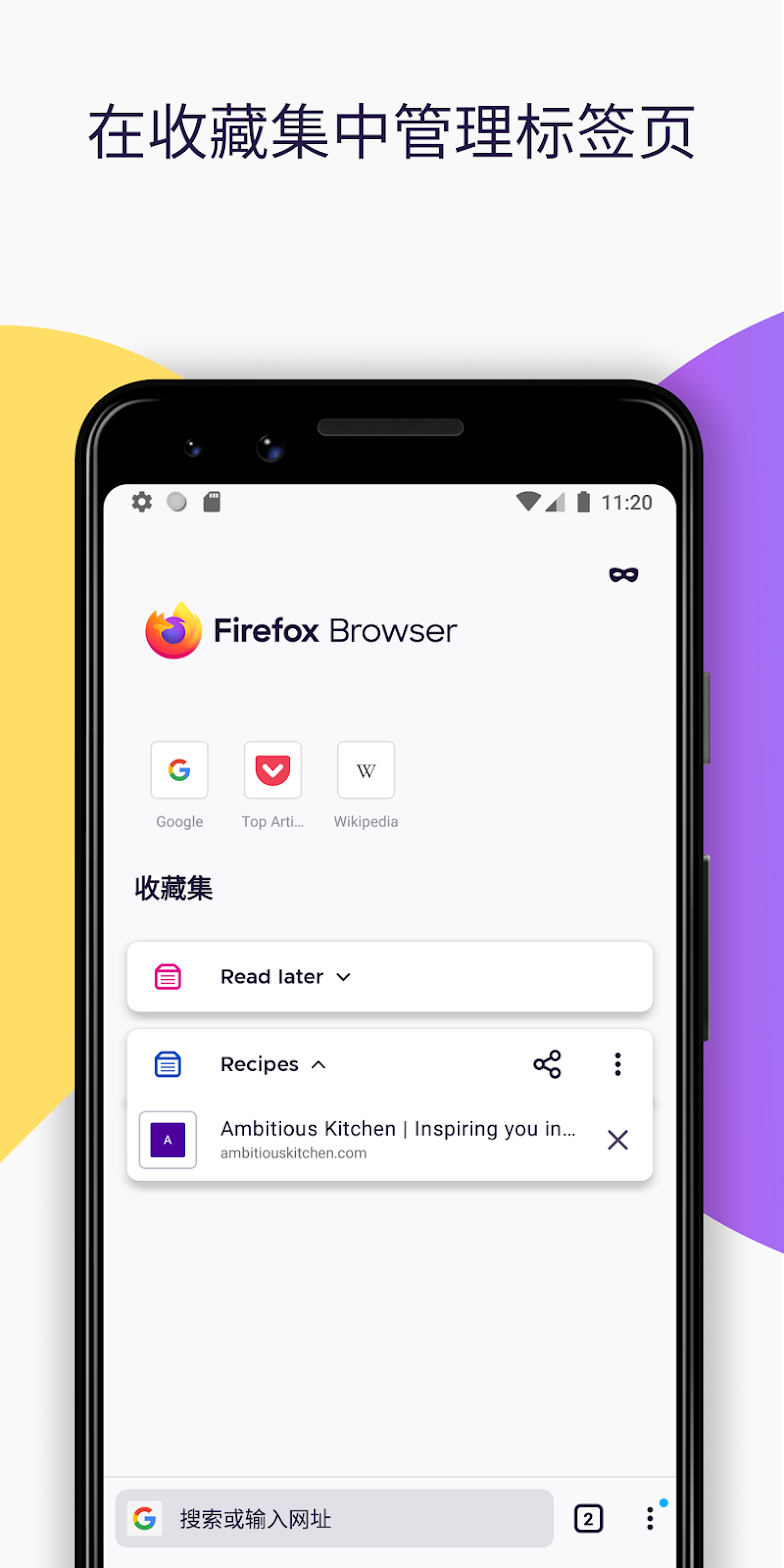 在收藏集中管理标签页
11:20
Firefox Browser
G
W
Google
Top Arti...
Wikipedia
收藏集
Read later
Recipes
A
Ambitious Kitchen | Inspiring you in...
ambitiouskitchen.com
G
搜索或输入网址
2